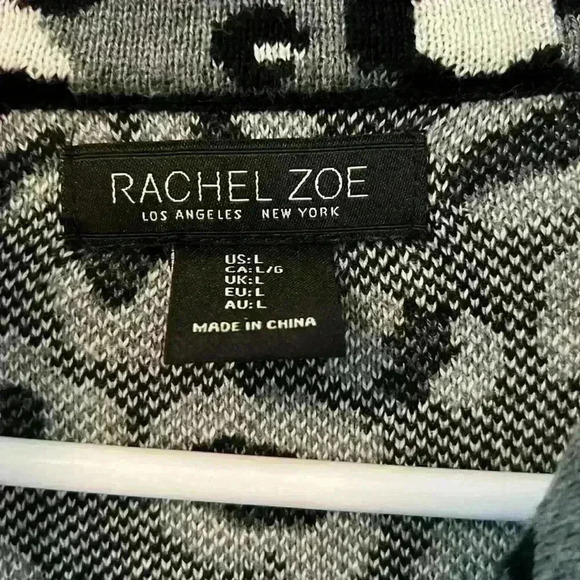 RACHEL ZOE
LOS ANGELES NEW YORK
US: L
CA: L/G
UK: L
EU: L
AU: L
MADE IN CHINA